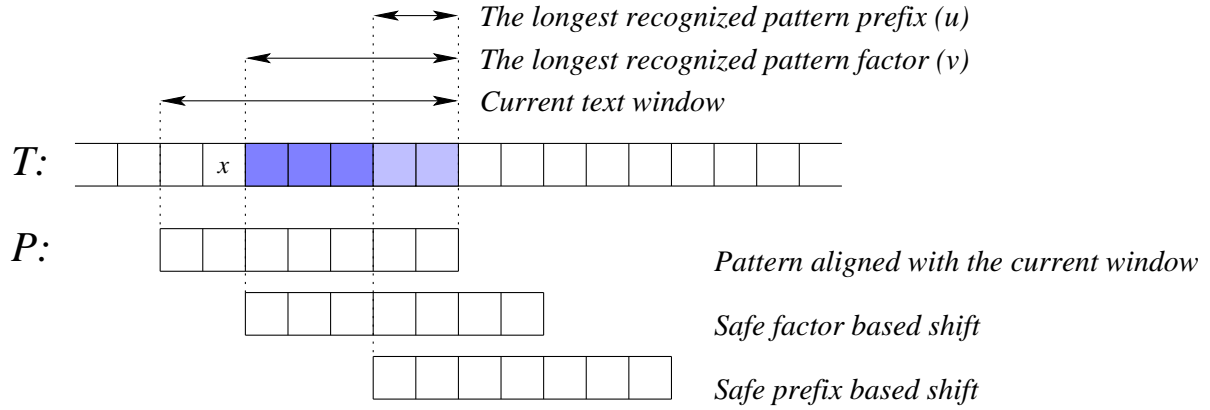 The longest recognized pattern prefix (u)
The longest recognized pattern factor (v)
Current text window
T:
x
P:
Pattern aligned with the current window
Safe factor based shift
Safe prefix based shift